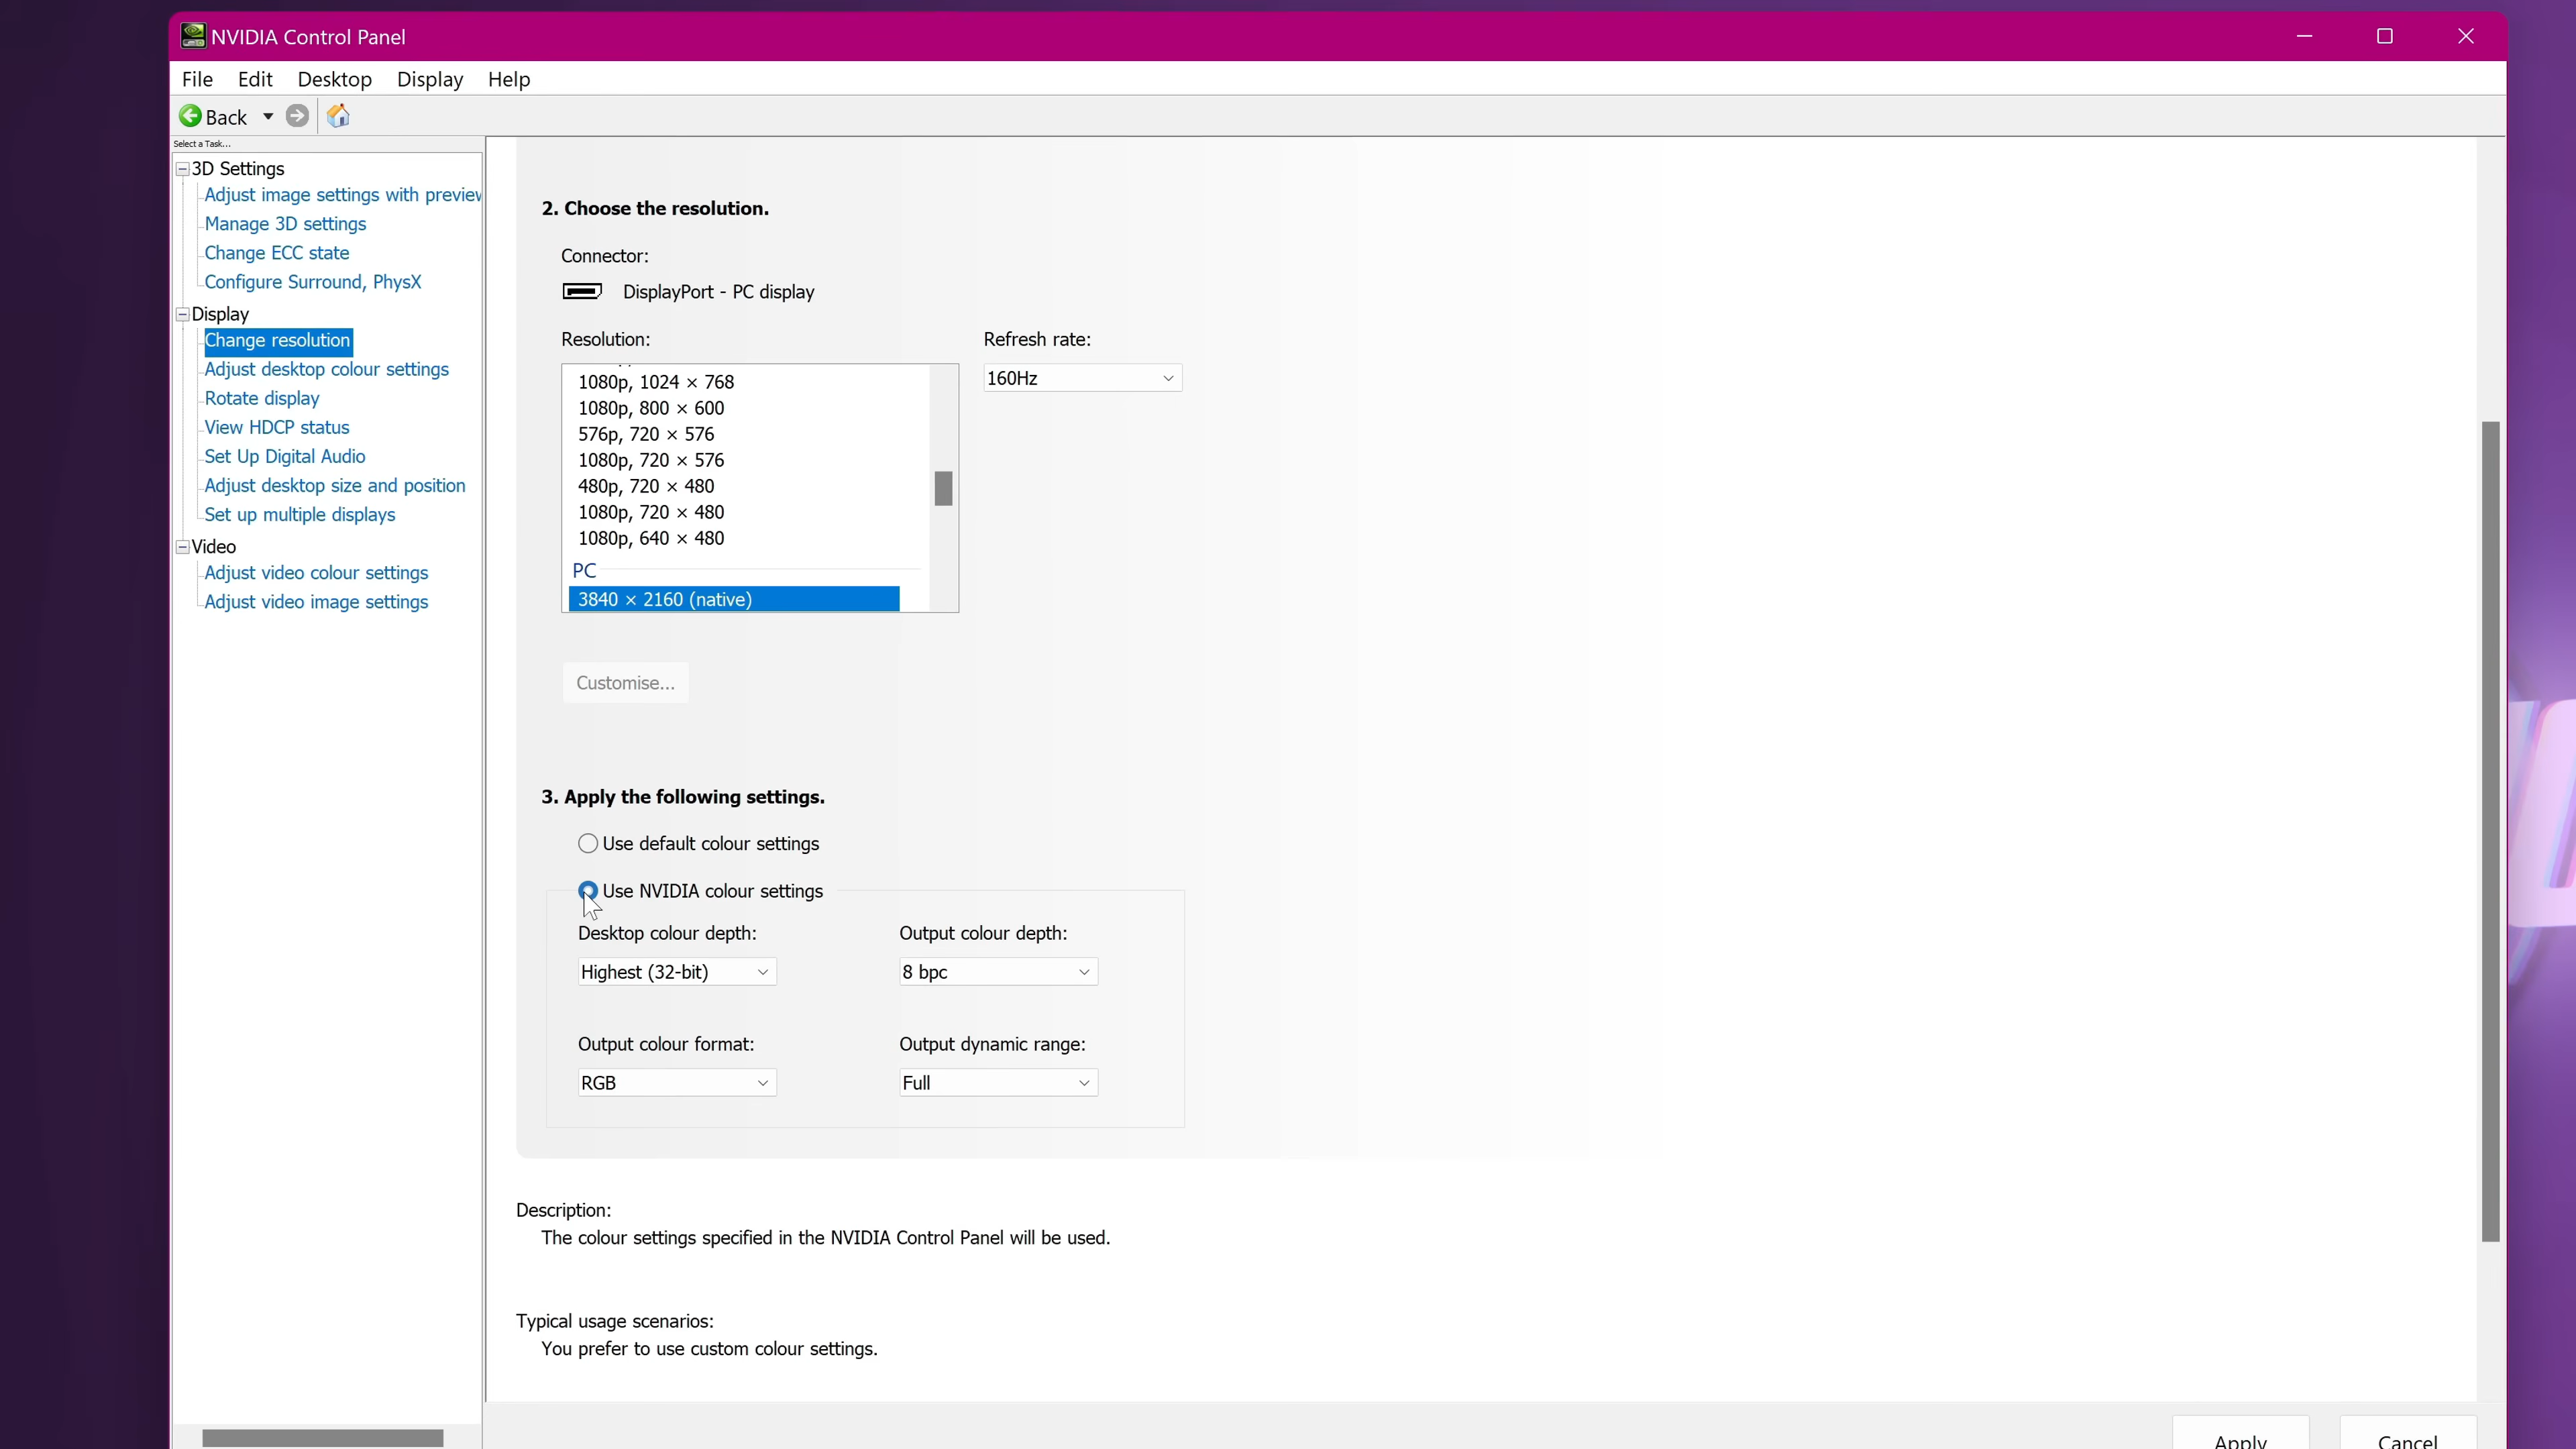 NVIDIA Control Panel
File Edit Desktop Display Help
Back
Select a Task...
3D Settings
Adjust image settings with preview
Manage 3D settings
Change ECC state
Configure Surround, PhysX
Display
Change resolution
Adjust desktop colour settings
Rotate display
View HDCP status
Set Up Digital Audio
Adjust desktop size and position
Set up multiple displays
Video
Adjust video colour settings
Adjust video image settings
2. Choose the resolution.
Connector:
DisplayPort - PC display
Resolution:
Refresh rate:
160Hz
1080p, 1024 × 768
1080p, 800 × 600
576p, 720 × 576
1080p, 720 × 576
480p, 720 × 480
1080p, 720 × 480
1080p, 640 × 480
PC
3840 × 2160 (native)
Customise...
3. Apply the following settings.
Use default colour settings
Use NVIDIA colour settings
Desktop colour depth:
Output colour depth:
Highest (32-bit)
8 bpc
Output colour format:
Output dynamic range:
RGB
Full
Description:
The colour settings specified in the NVIDIA Control Panel will be used.
Typical usage scenarios:
You prefer to use custom colour settings.
Apply
Cancel